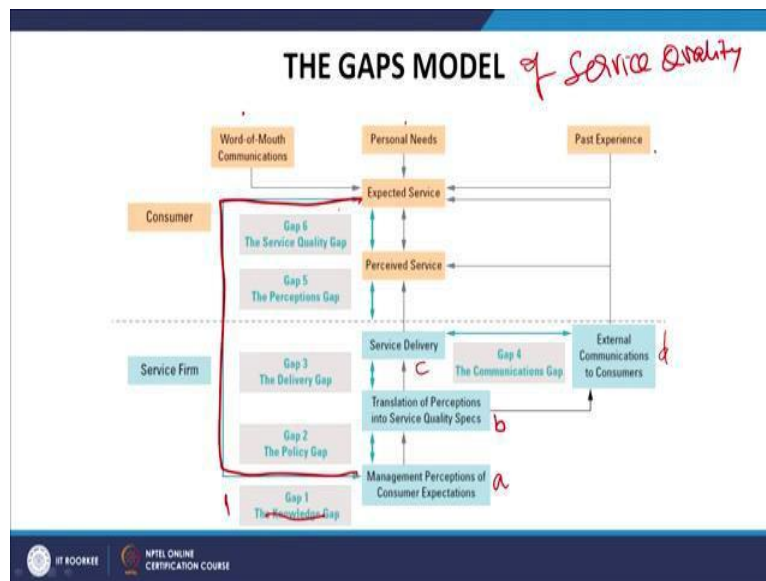 THE GAPS MODEL of Service Quality
Word-of-Mouth
Communications
Personal Needs
Past Experience
Expected Service
Consumer
Gap 6
The Service Quality Gap
Perceived Service
Gap 5
The Perceptions Gap
Service Firm
Service Delivery
c
Gap 4
The Communications Gap
External
Communications
to Consumers
d
Gap 3
The Delivery Gap
Translation of Perceptions
into Service Quality Specs
b
Gap 2
The Policy Gap
Management Perceptions of
Consumer Expectations
a
1
Gap 1
The Knowledge Gap
IIT ROORKEE
NPTEL ONLINE
CERTIFICATION COURSE